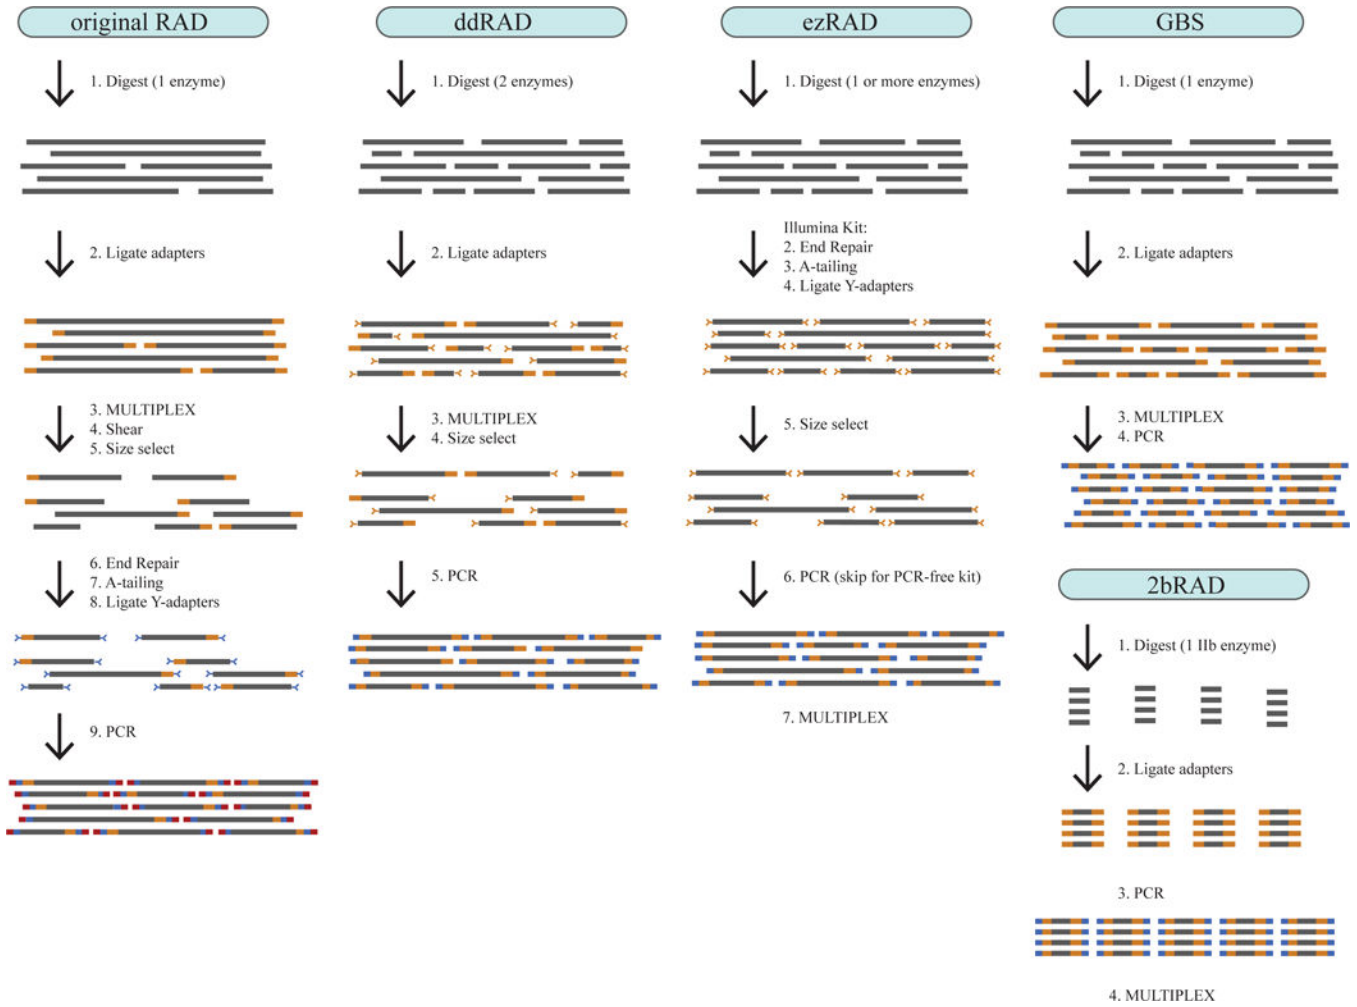 original RAD
1. Digest (1 enzyme)
2. Ligate adapters
3. MULTIPLEX
4. Shear
5. Size select
6. End Repair
7. A-tailing
8. Ligate Y-adapters
9. PCR
ddRAD
1. Digest (2 enzymes)
2. Ligate adapters
3. MULTIPLEX
4. Size select
5. PCR
ezRAD
1. Digest (1 or more enzymes)
Illumina Kit:
2. End Repair
3. A-tailing
4. Ligate Y-adapters
5. Size select
6. PCR (skip for PCR-free kit)
7. MULTIPLEX
GBS
1. Digest (1 enzyme)
2. Ligate adapters
3. MULTIPLEX
4. PCR
2bRAD
1. Digest (1 IIb enzyme)
2. Ligate adapters
3. PCR
4. MULTIPLEX